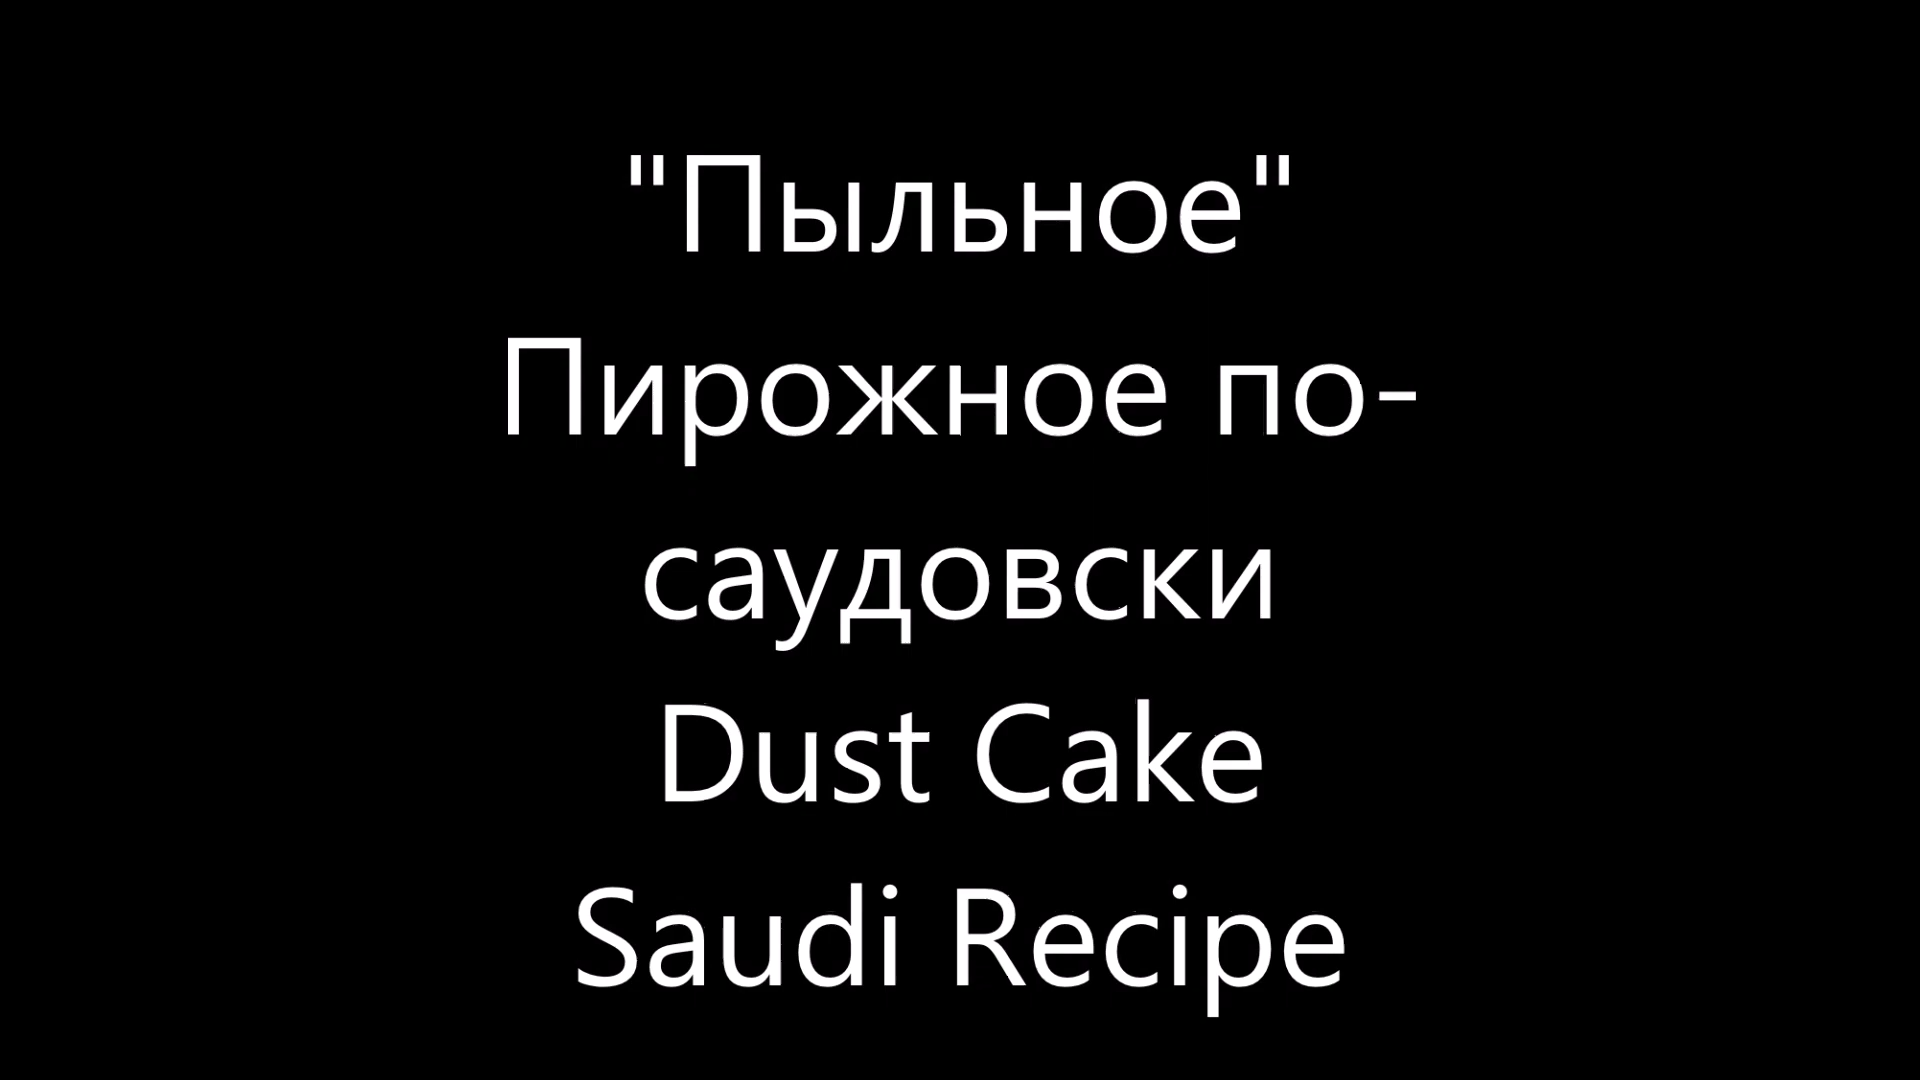 "Пыльное"
Пирожное по-
саудовски
Dust Cake
Saudi Recipe